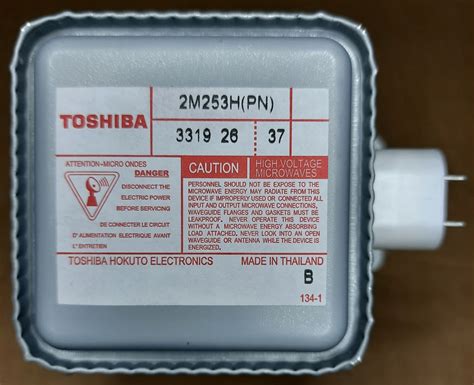 2M253H(PN)
TOSHIBA
3319 26 37
ATTENTION-MICRO ONDES
DANGER
DISCONNECT THE
ELECTRIC POWER
BEFORE SERVICING
DE CONNECTER LE CIRCUIT
D' ALIMENTATION ELECTRIQUE AVANT
L' ENTRETIEN
CAUTION
HIGH VOLTAGE
MICROWAVES
PERSONNEL SHOULD NOT BE EXPOSE TO THE
MICROWAVE ENERGY MAY RADIATE FROM THIS
DEVICE IF IMPROPERLY USED OR CONNECTED ALL
INPUT AND OUTPUT MICROWAVE CONNECTIONS,
WAVEGUIDE FLANGES AND GASKETS MUST BE
LEAKPROOF. NEVER OPERATE THIS DEVICE
WITHOUT A MICROWAVE ENERGY ABSORBING
LOAD ATTACHED. NEVER LOOK INTO AN OPEN
WAVEGUIDE OR ANTENNA WHILE THE DEVICE IS
ENERGIZED.
TOSHIBA HOKUTO ELECTRONICS MADE IN THAILAND
B
134-1